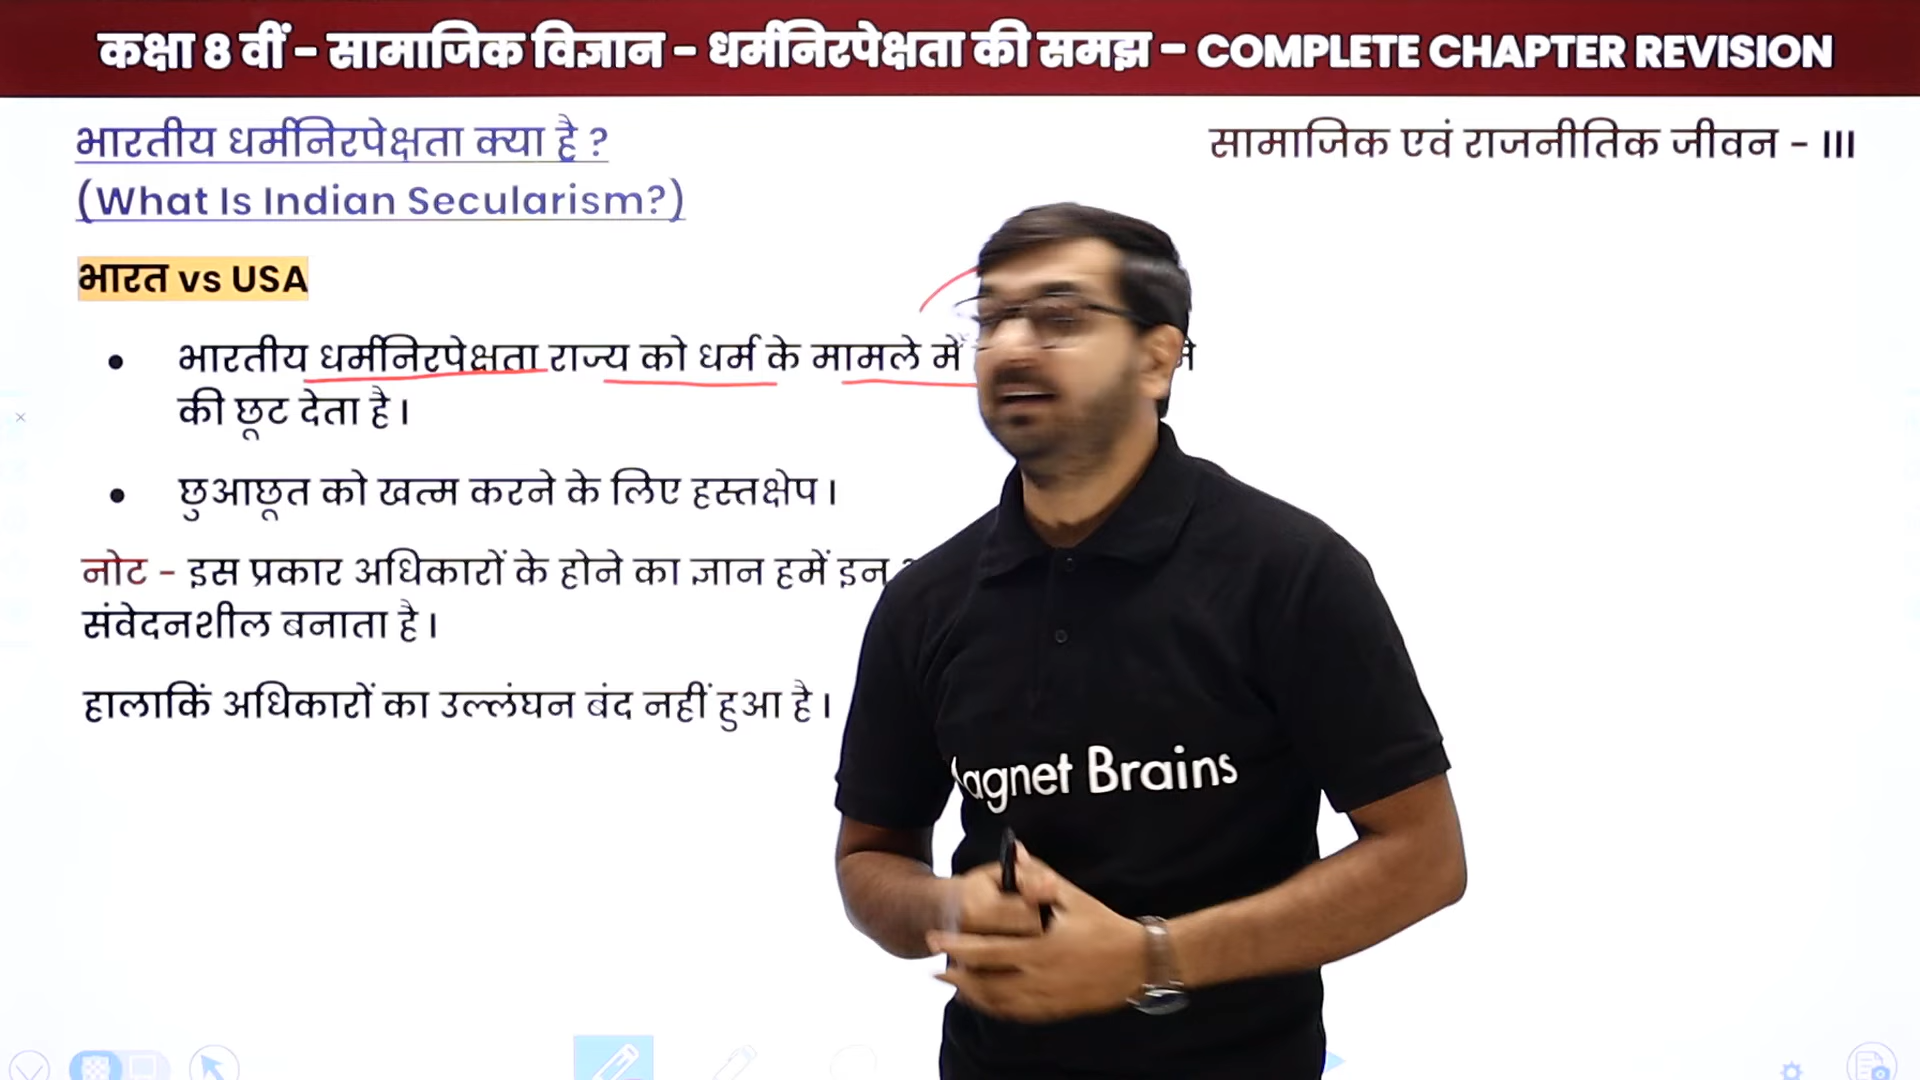 कक्षा 8 वीं - सामाजिक विज्ञान - धर्मनिरपेक्षता की समझ - COMPLETE CHAPTER REVISION
भारतीय धर्मनिरपेक्षता क्या है ?
सामाजिक एवं राजनीतिक जीवन - III
(What Is Indian Secularism?)
भारत vs USA
• भारतीय धर्मनिरपेक्षता राज्य को धर्म के मामले में
की छूट देता है ।
• छुआछूत को खत्म करने के लिए हस्तक्षेप ।
नोट - इस प्रकार अधिकारों के होने का ज्ञान हमें इन
संवेदनशील बनाता है ।
हालाकिं अधिकारों का उल्लंघन बंद नहीं हुआ है ।
agnet Brains